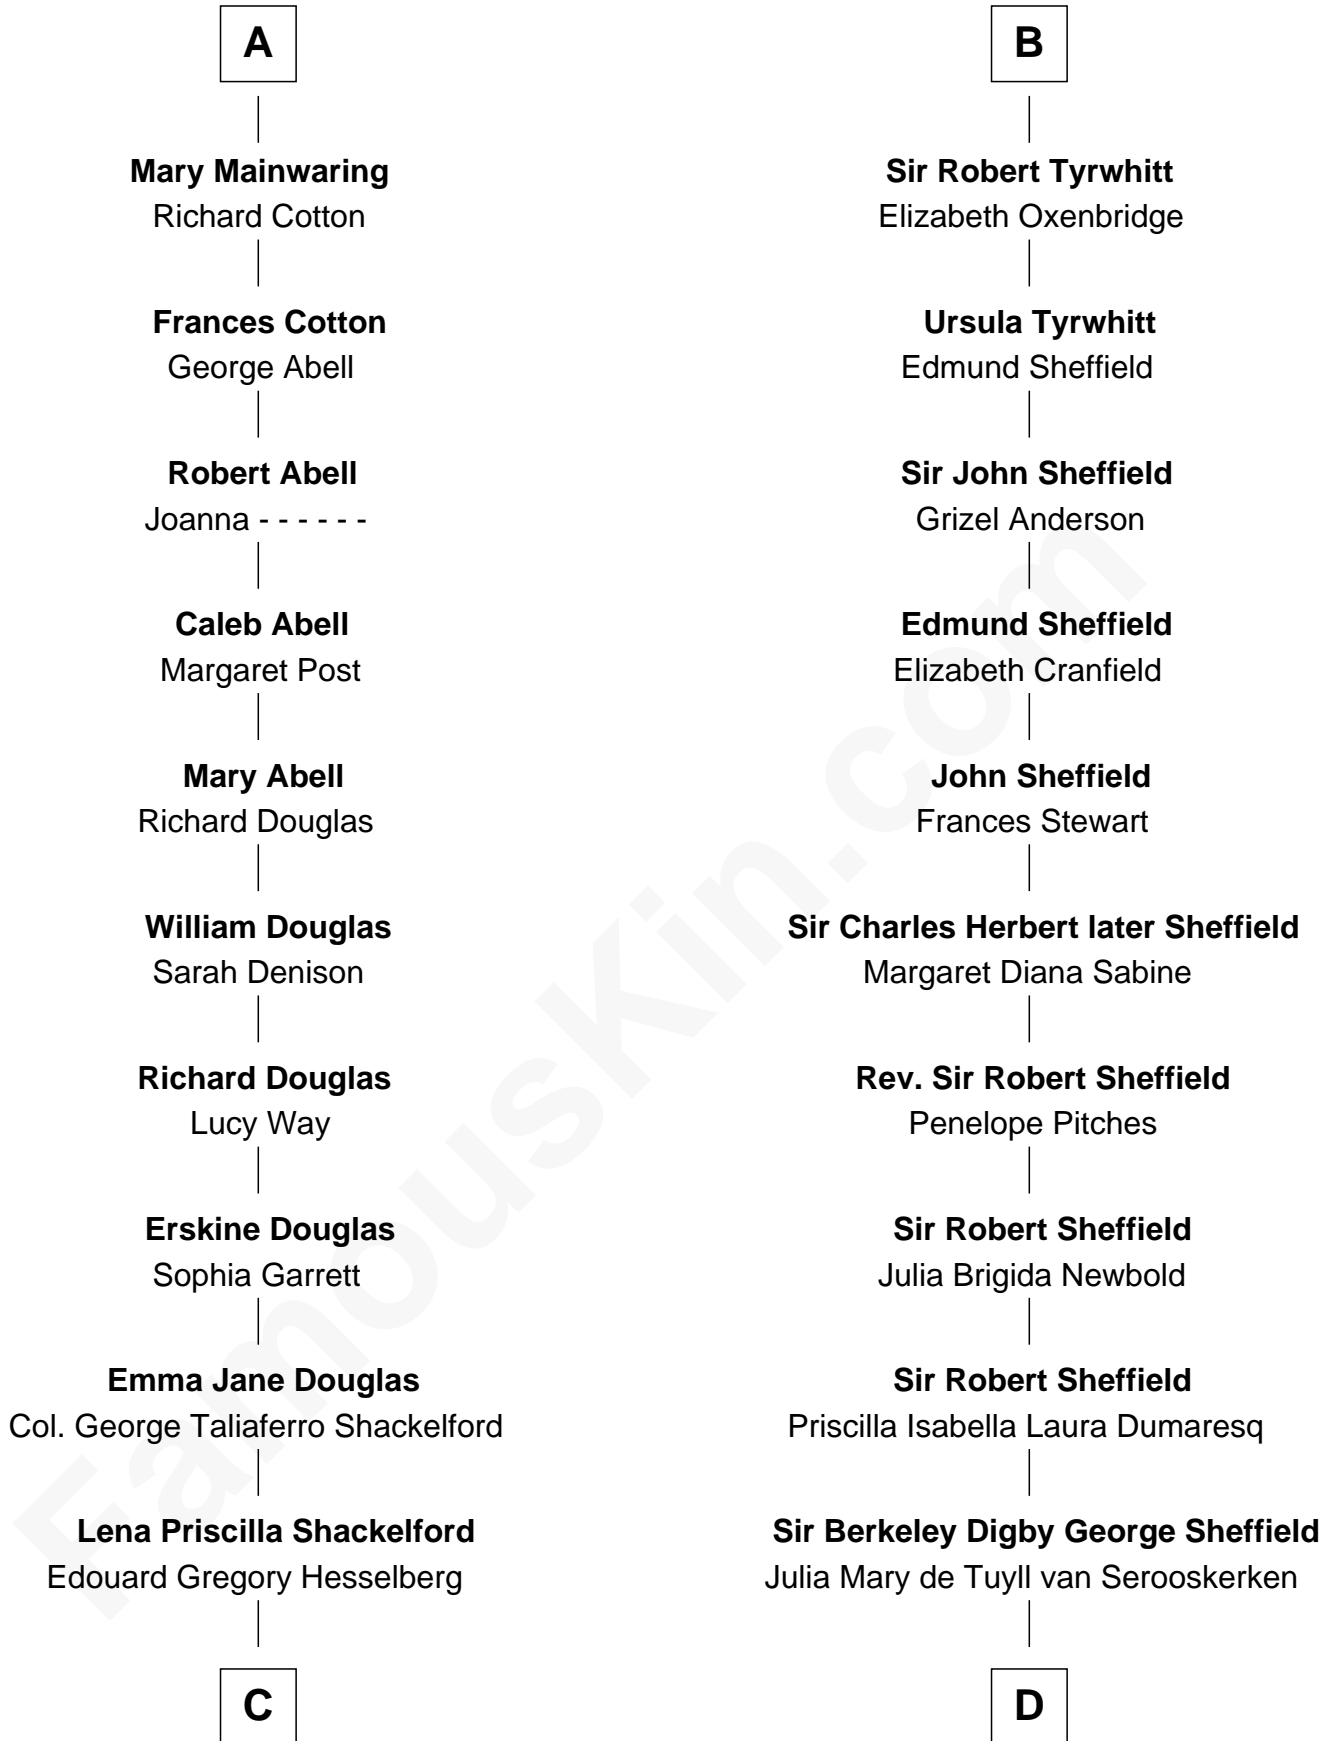 A
Mary Mainwaring
Richard Cotton
Frances Cotton
George Abell
Robert Abell
Joanna - - - - - -
Caleb Abell
Margaret Post
Mary Abell
Richard Douglas
William Douglas
Sarah Denison
Richard Douglas
Lucy Way
Erskine Douglas
Sophia Garrett
Emma Jane Douglas
Col. George Taliaferro Shackelford
Lena Priscilla Shackelford
Edouard Gregory Hesselberg
C
B
Sir Robert Tyrwhitt
Elizabeth Oxenbridge
Ursula Tyrwhitt
Edmund Sheffield
Sir John Sheffield
Grizel Anderson
Edmund Sheffield
Elizabeth Cranfield
John Sheffield
Frances Stewart
Sir Charles Herbert later Sheffield
Margaret Diana Sabine
Rev. Sir Robert Sheffield
Penelope Pitches
Sir Robert Sheffield
Julia Brigida Newbold
Sir Robert Sheffield
Priscilla Isabella Laura Dumaresq
Sir Berkeley Digby George Sheffield
Julia Mary de Tuyll van Serooskerken
D
FamousKin.com